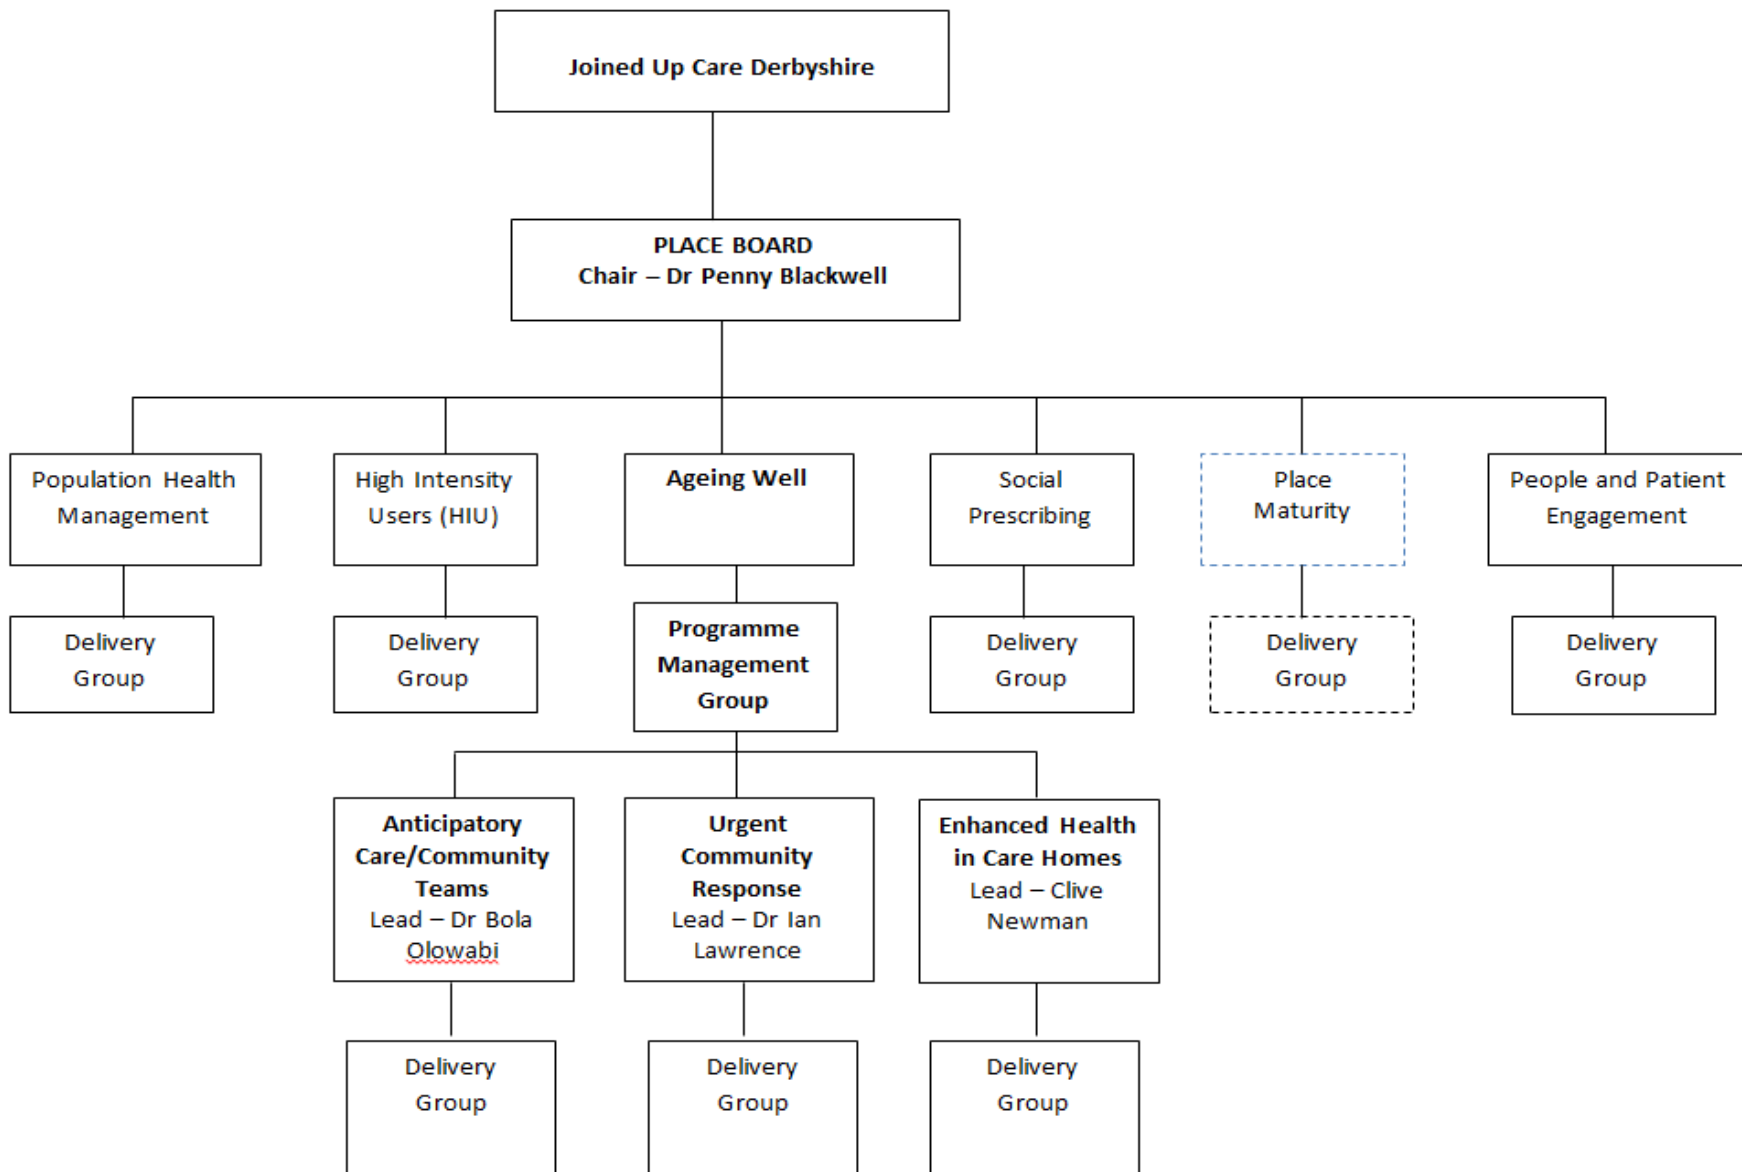 Joined Up Care Derbyshire
PLACE BOARD
Chair – Dr Penny Blackwell
Population Health
Management
High Intensity
Users (HIU)
Ageing Well
Social
Prescribing
Place
Maturity
People and Patient
Engagement
Delivery
Group
Delivery
Group
Programme
Management
Group
Delivery
Group
Delivery
Group
Delivery
Group
Anticipatory
Care/Community
Teams
Lead – Dr Bola
Olowabi
Urgent
Community
Response
Lead – Dr Ian
Lawrence
Enhanced Health
in Care Homes
Lead – Clive
Newman
Delivery
Group
Delivery
Group
Delivery
Group